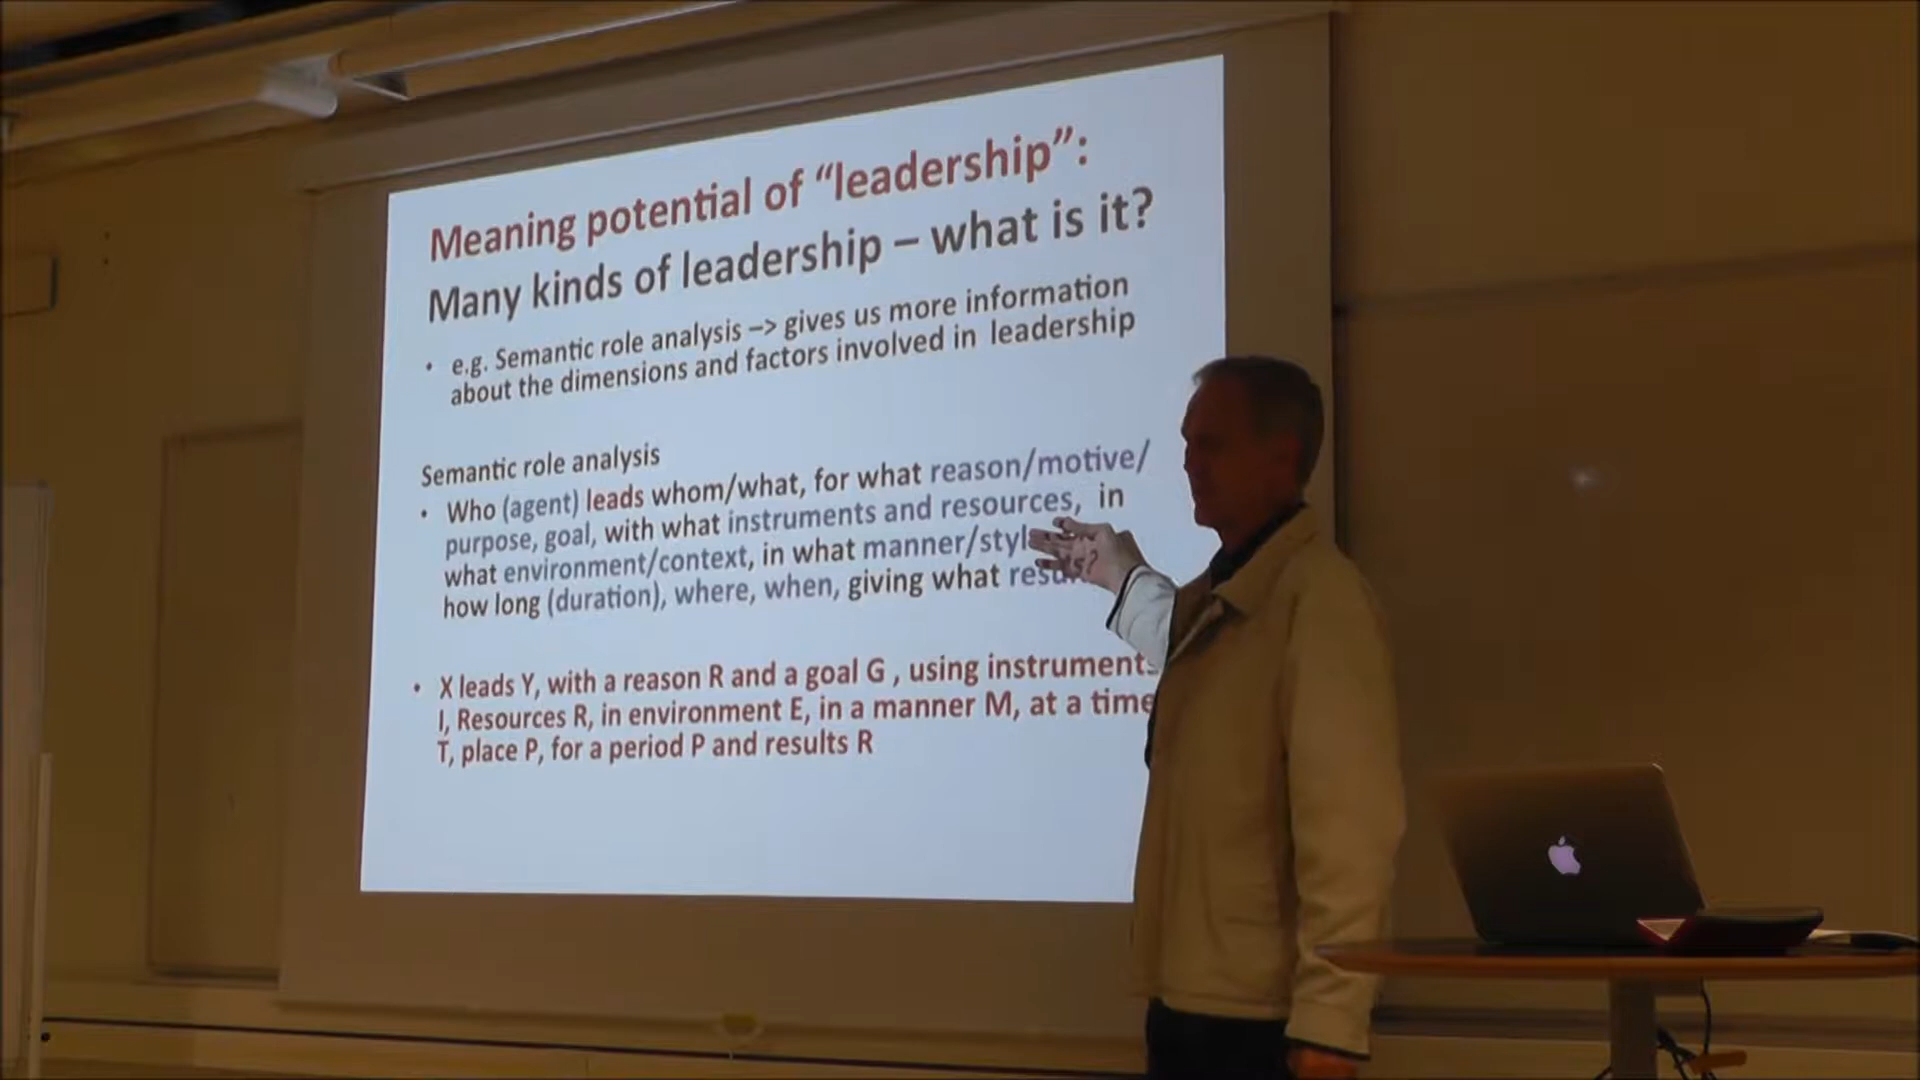 Meaning potential of “leadership”:
Many kinds of leadership – what is it?
• e.g. Semantic role analysis –> gives us more information
about the dimensions and factors involved in leadership
Semantic role analysis
• Who (agent) leads whom/what, for what reason/motive/
purpose, goal, with what instruments and resources, in
what environment/context, in what manner/styl
how long (duration), where, when, giving what
• X leads Y, with a reason R and a goal G , using instruments
I, Resources R, in environment E, in a manner M, at a time
T, place P, for a period P and results R